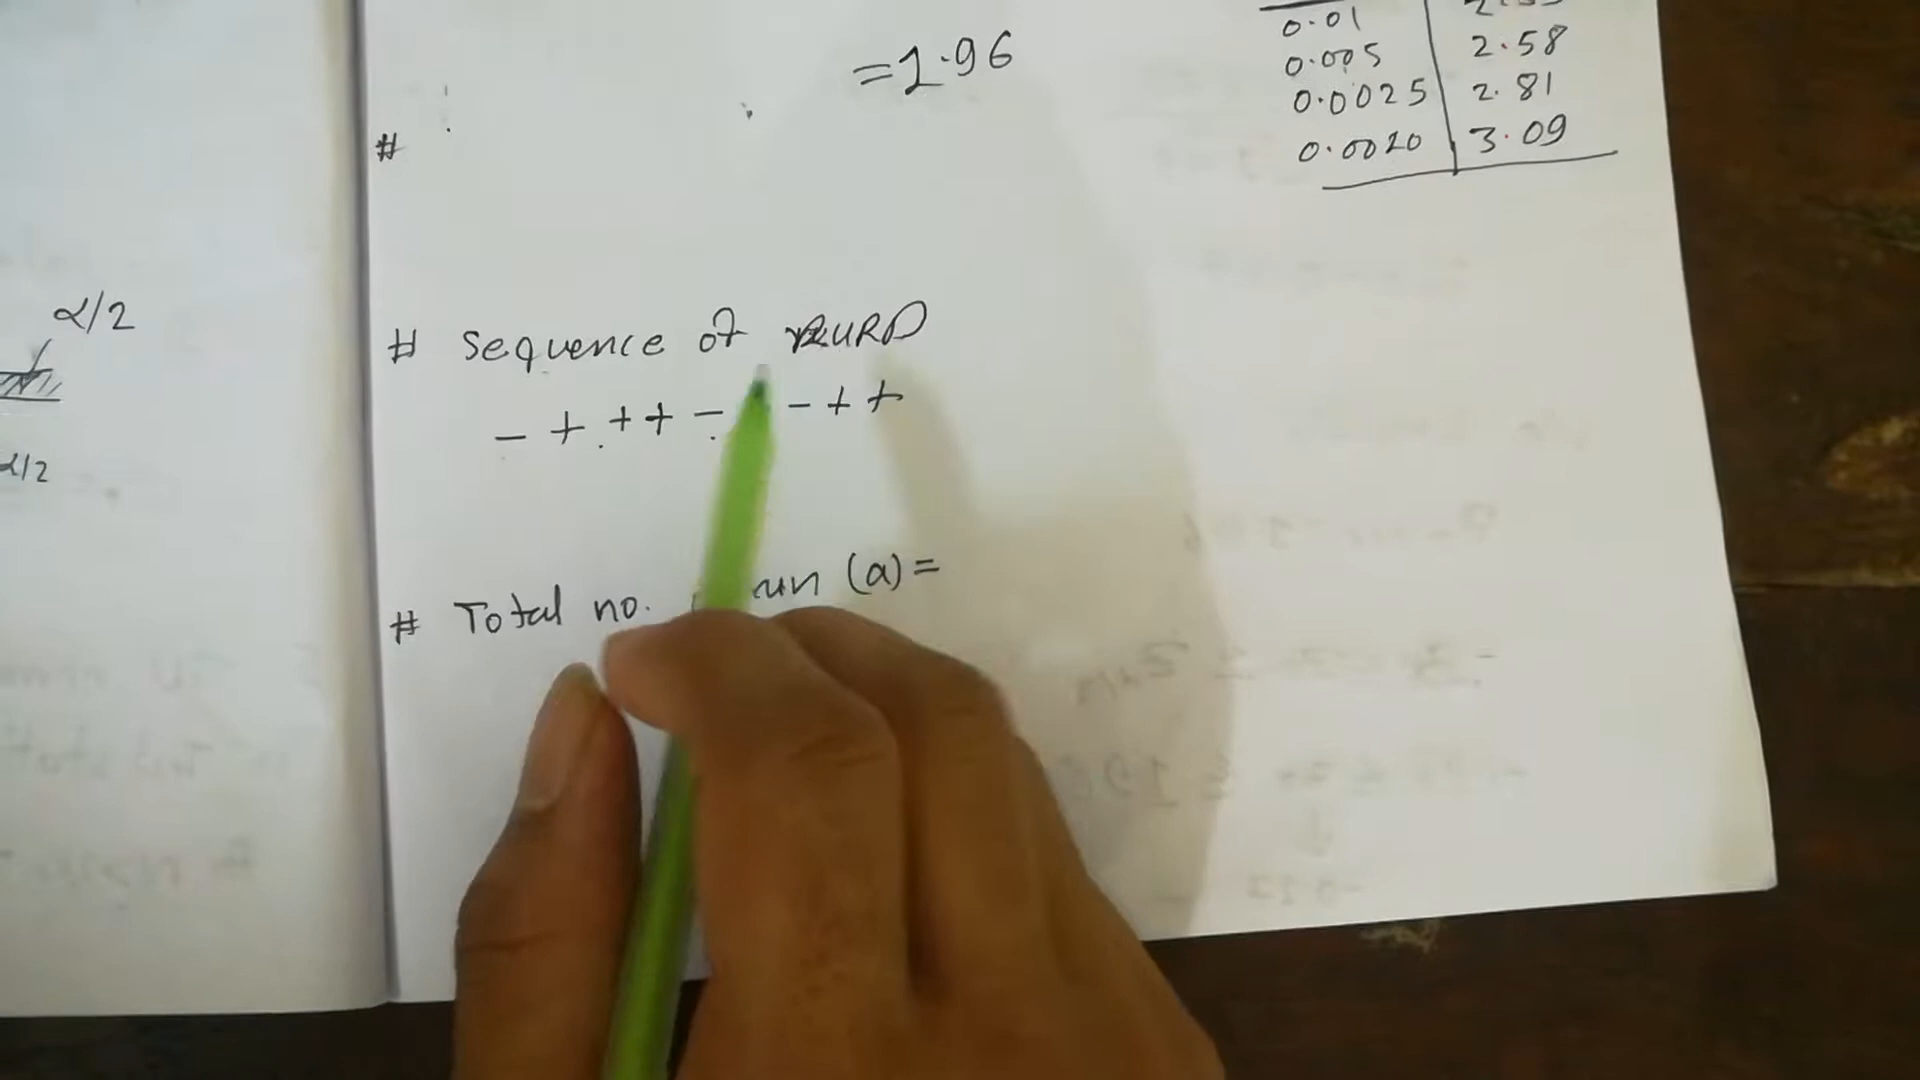 α/2
α/2
= 1.96
0.01
0.005 2.58
0.0025 2.81
0.0020 3.09
#
# Sequence of RURD
- + + + - - + +
# Total no. un (a) =